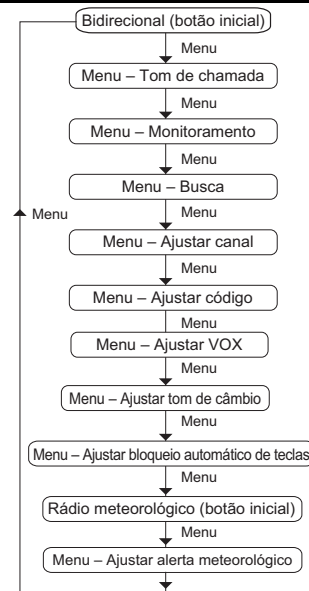 Bidirecional (botão inicial)
Menu
Menu – Tom de chamada
Menu
Menu – Monitoramento
Menu
Menu – Busca
Menu
Menu
Menu – Ajustar canal
Menu
Menu – Ajustar código
Menu
Menu – Ajustar VOX
Menu
Menu – Ajustar tom de câmbio
Menu
Menu – Ajustar bloqueio automático de teclas
Menu
Rádio meteorológico (botão inicial)
Menu
Menu – Ajustar alerta meteorológico